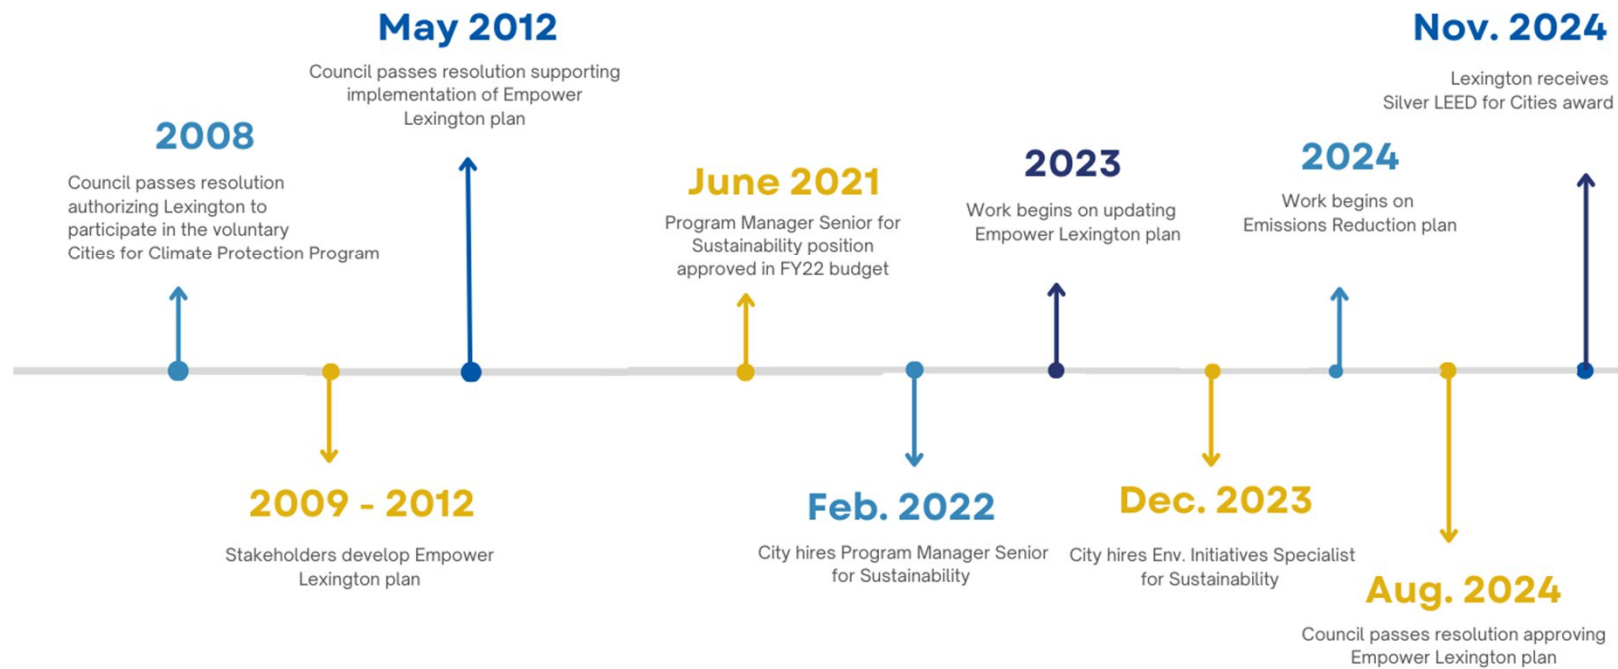 2008
Council passes resolution
authorizing Lexington to
participate in the voluntary
Cities for Climate Protection Program
2009 - 2012
Stakeholders develop Empower
Lexington plan
May 2012
Council passes resolution supporting
implementation of Empower
Lexington plan
June 2021
Program Manager Senior for
Sustainability position
approved in FY22 budget
Feb. 2022
City hires Program Manager Senior
for Sustainability
2023
Work begins on updating
Empower Lexington plan
Dec. 2023
City hires Env. Initiatives Specialist
for Sustainability
2024
Work begins on
Emissions Reduction plan
Aug. 2024
Council passes resolution approving
Empower Lexington plan
Nov. 2024
Lexington receives
Silver LEED for Cities award